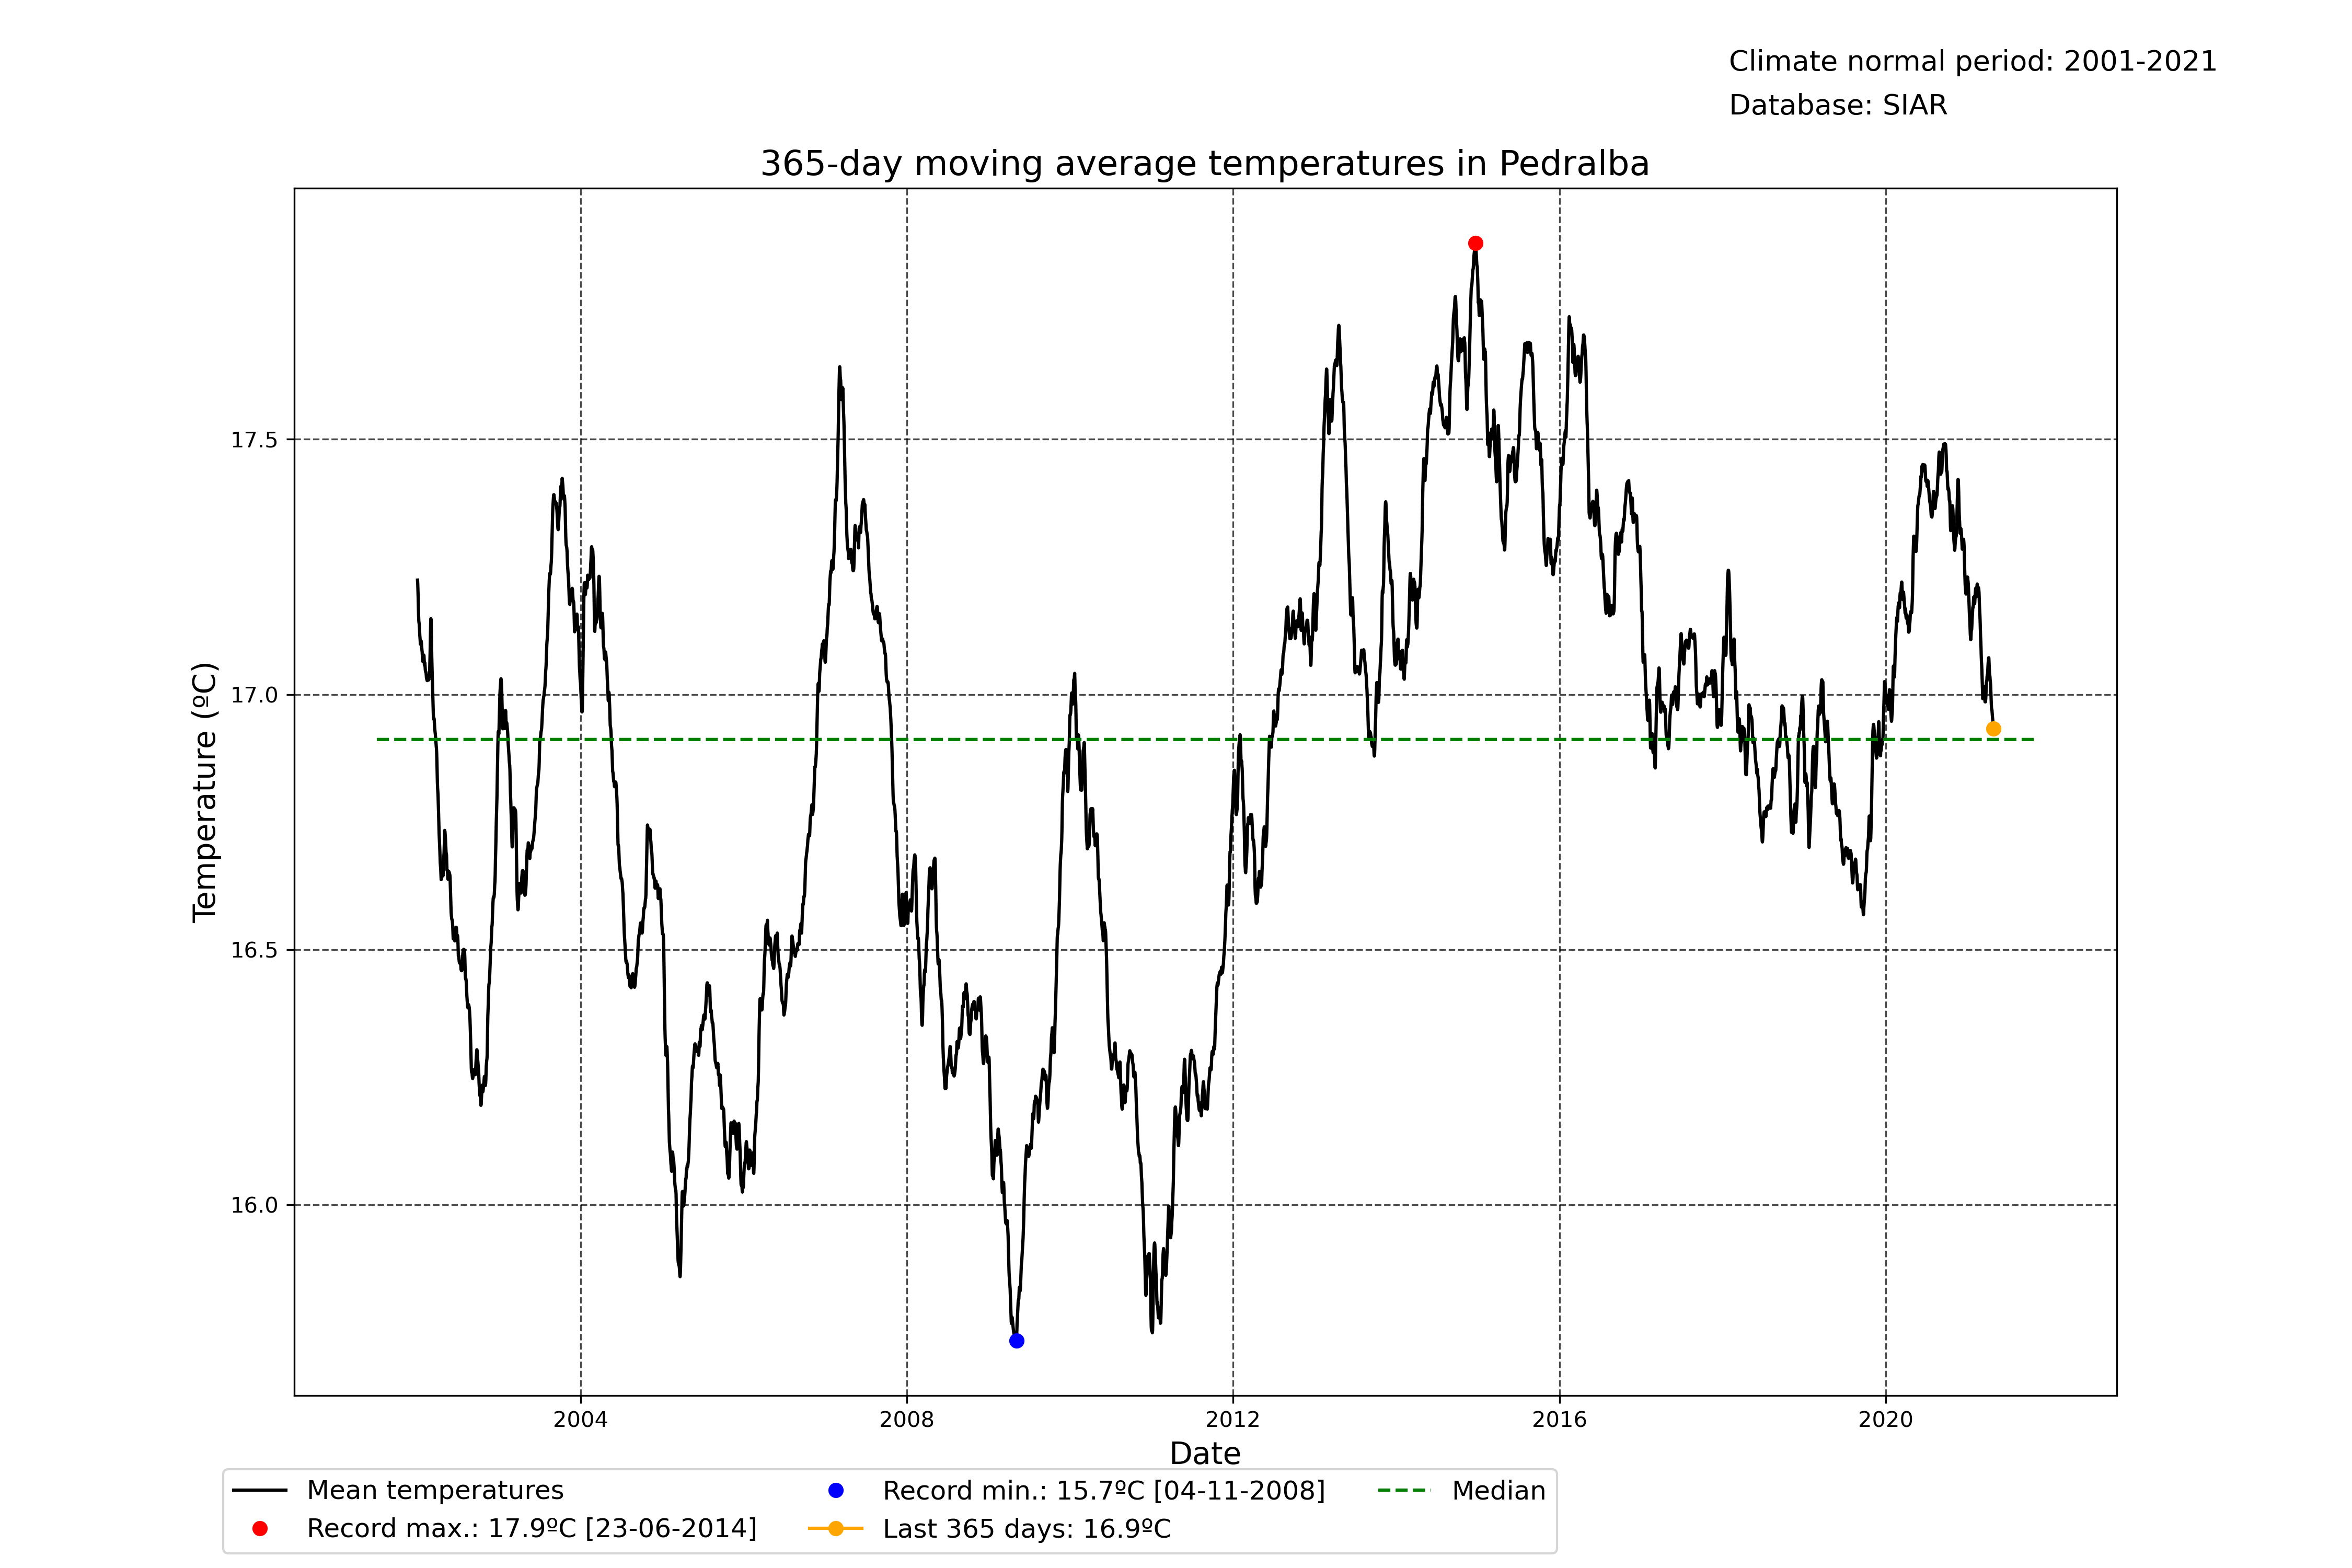 Climate normal period: 2001-2021
Database: SIAR
365-day moving average temperatures in Pedralba
Temperature (ºC)
17.5
17.0
16.5
16.0
2004 2008 2012 2016 2020
Date
Mean temperatures
Record max.: 17.9ºC [23-06-2014]
Record min.: 15.7ºC [04-11-2008]
Last 365 days: 16.9ºC
Median